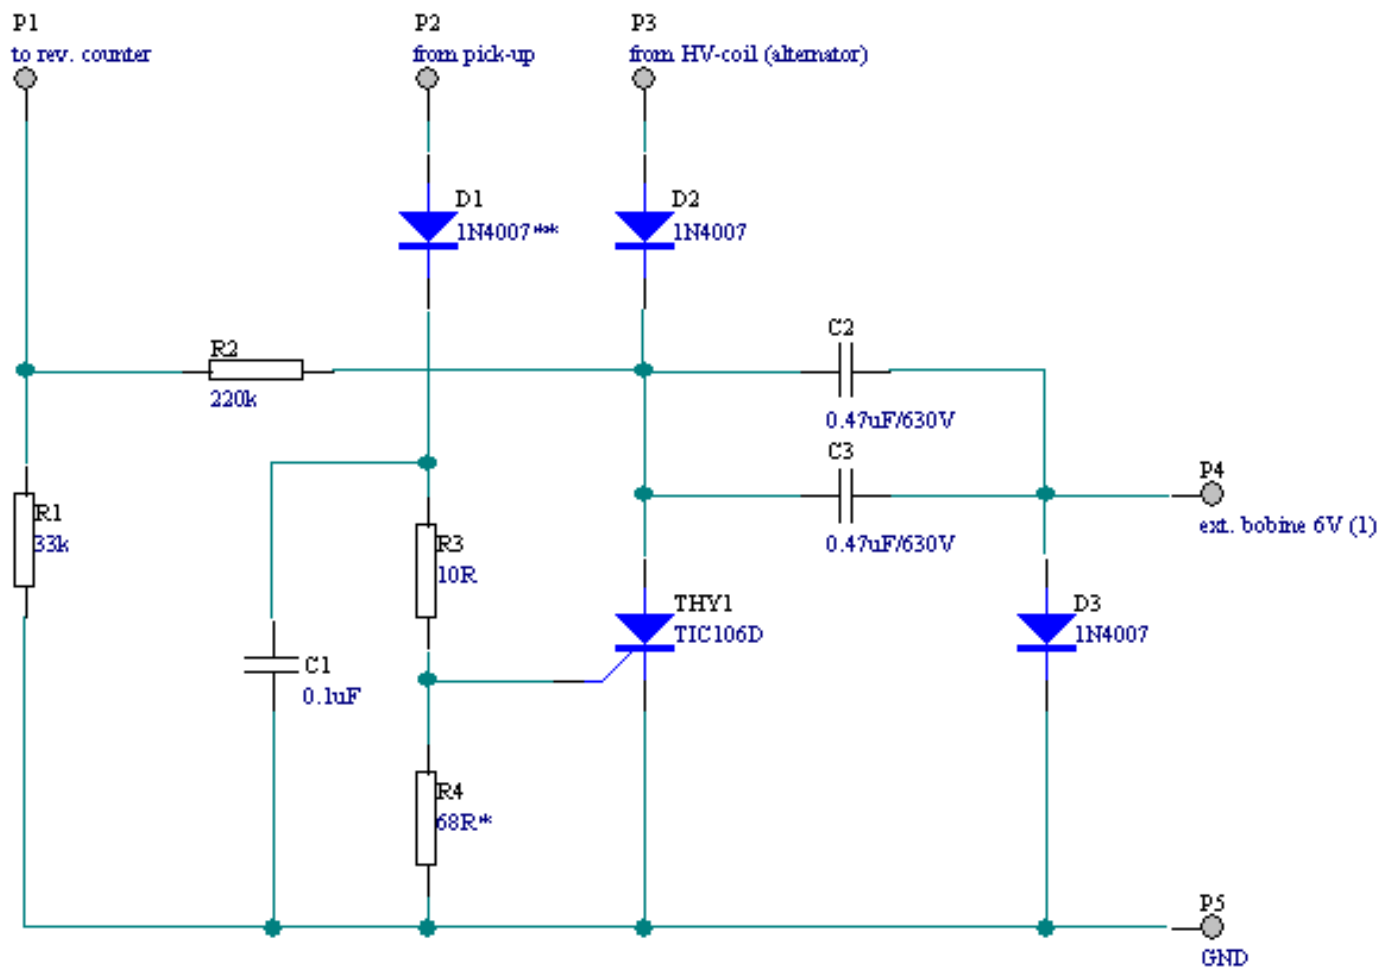 P1
to rev. counter
P2
from pick-up
P3
from HV-coil (alternator)
D1
1N4007**
D2
1N4007
R2
220k
C2
0.47uF/630V
C3
0.47uF/630V
P4
ext. bobine 6V (1)
R1
33k
R3
10R
THY1
TIC106D
D3
1N4007
C1
0.1uF
R4
68R*
P5
GND